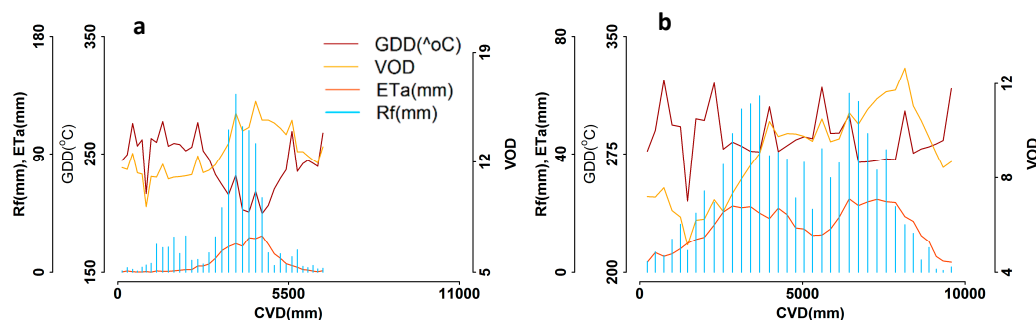 a
180
90
0
Rf(mm), ETa(mm)
350
250
150
GDD(°C)
GDD(^oC)
VOD
ETa(mm)
Rf(mm)
19
12
5
VOD
0
5500
11000
CVD(mm)
b
80
40
0
Rf(mm), ETa(mm)
350
275
200
GDD(°C)
12
8
4
VOD
0
5000
10000
CVD(mm)